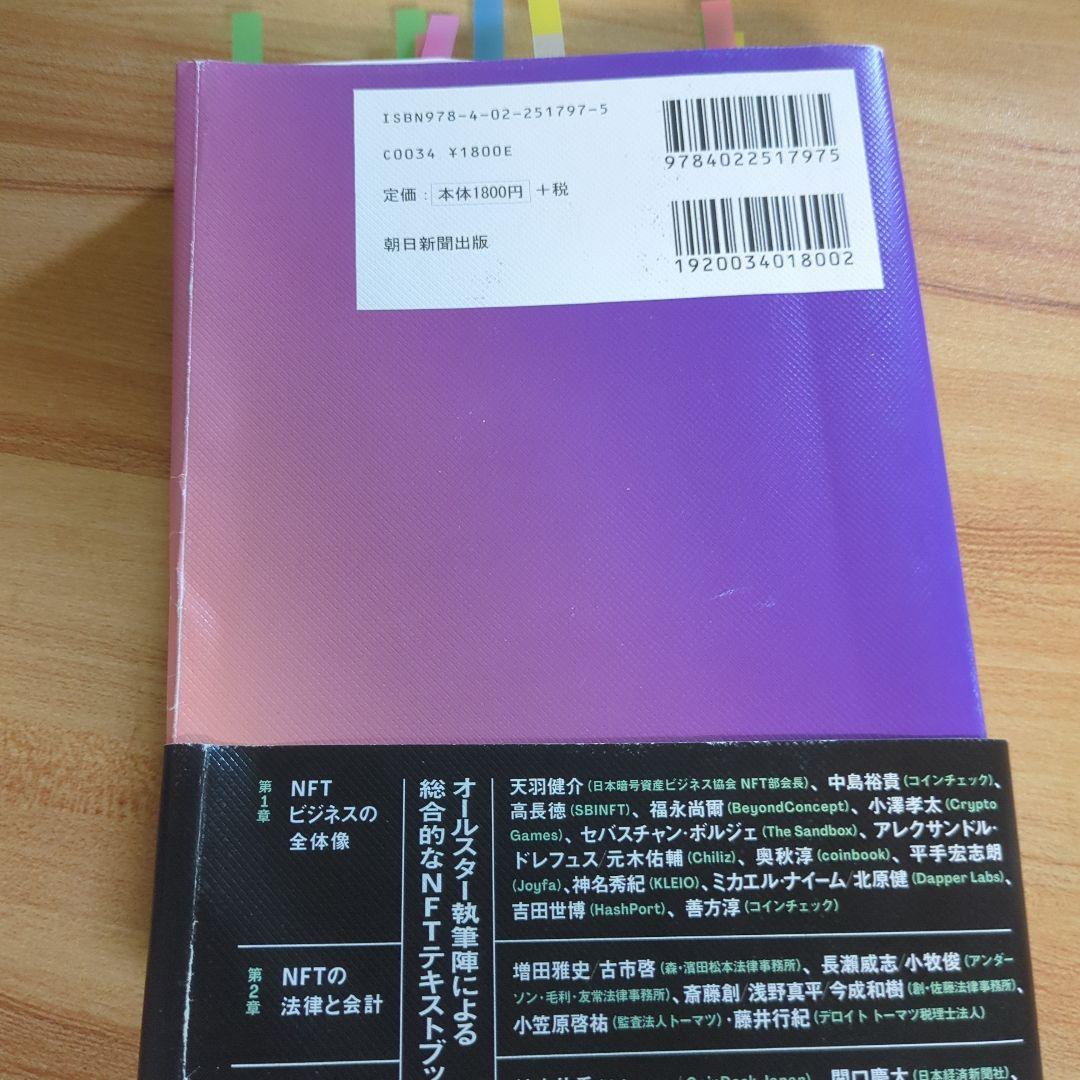 ISBN978-4-02-251797-5
C0034 ¥1800E
定価：本体1800円 +税
朝日新聞出版
9784022517975
1920034018002
第1章
NFT
ビジネスの
全体像
オールスター執筆陣による
総合的なNFTテキストブッ
天羽健介(日本暗号資産ビジネス協会 NFT部会長)、中島裕貴(コインチェック)、
高長徳(SBINFT)、福永尚爾(BeyondConcept)、小澤孝太(Crypto
Games)、セバスチャン・ボルジェ(The Sandbox)、アレクサンドル・
ドレフュス/元木佑輔(Chiliz)、奥秋淳(coinbook)、平手宏志朗
(Joyfa)、神名秀紀(KLEIO)、ミカエル・ナイーム/北原健(Dapper Labs)、
吉田世博(HashPort)、善方淳(コインチェック)
第2章
NFTの
法律と会計
増田雅史/古市啓(森・濱田松本法律事務所)、長瀬威志/小牧俊(アンダー
ソン・毛利・友常法律事務所)、斎藤創/浅野真平/今成和樹(創・佐藤法律事務所)、
小笠原啓祐(監査法人トーマツ)・藤井行紀(デロイト トーマツ税理士法人)
関口慶太(日本経済新聞社)、